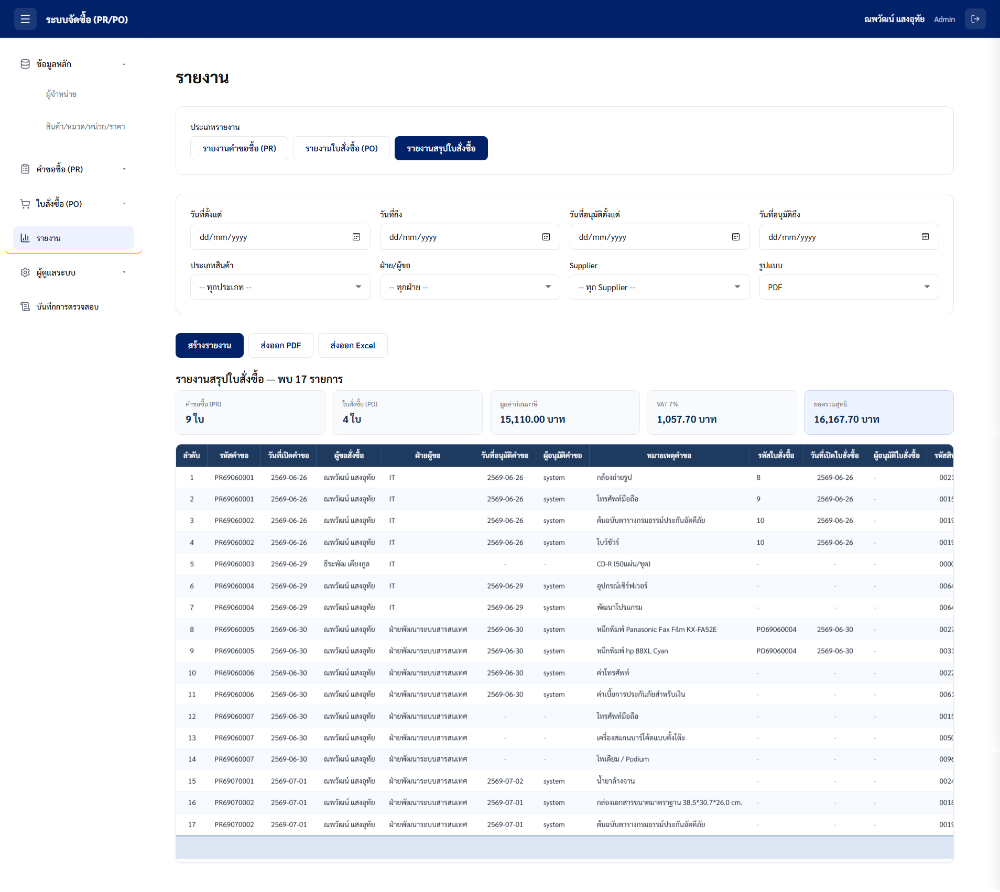 ระบบจัดซื้อ (PR/PO)
ณพวัฒน์ แสงอุทัย Admin
ข้อมูลหลัก
ผู้จำหน่าย
สินค้า/หมวด/หน่วย/ราคา
คำขอซื้อ (PR)
ใบสั่งซื้อ (PO)
รายงาน
ผู้ดูแลระบบ
บันทึกการตรวจสอบ
รายงาน
ประเภทรายงาน
รายงานคำขอซื้อ (PR) รายงานใบสั่งซื้อ (PO) รายงานสรุปใบสั่งซื้อ
วันที่ตั้งแต่ วันที่ถึง วันที่อนุมัติตั้งแต่ วันที่อนุมัติถึง
dd/mm/yyyy dd/mm/yyyy dd/mm/yyyy dd/mm/yyyy
ประเภทสินค้า ฝ่าย/ผู้ขอ Supplier รูปแบบ
-- ทุกประเภท -- -- ทุกฝ่าย -- -- ทุก Supplier -- PDF
สร้างรายงาน ส่งออก PDF ส่งออก Excel
รายงานสรุปใบสั่งซื้อ — พบ 17 รายการ
คำขอซื้อ (PR) ใบสั่งซื้อ (PO) มูลค่าก่อนภาษี VAT 7% ยอดรวมสุทธิ
9 ใบ 4 ใบ 15,110.00 บาท 1,057.70 บาท 16,167.70 บาท
ลำดับ รหัสคำขอ วันที่เปิดคำขอ ผู้ขอสั่งซื้อ ฝ่ายผู้ขอ วันที่อนุมัติคำขอ ผู้อนุมัติคำขอ หมายเหตุคำขอ รหัสใบสั่งซื้อ วันที่เปิดใบสั่งซื้อ ผู้อนุมัติใบสั่งซื้อ รหัสสิน
1 PR69060001 2569-06-26 ณพวัฒน์ แสงอุทัย IT 2569-06-26 system กล้องถ่ายรูป 8 2569-06-26 - 0021
2 PR69060001 2569-06-26 ณพวัฒน์ แสงอุทัย IT 2569-06-26 system โทรศัพท์มือถือ 9 2569-06-26 - 0015
3 PR69060002 2569-06-26 ณพวัฒน์ แสงอุทัย IT 2569-06-26 system ต้นฉบับตารางกรมธรรม์ประกันอัคคีภัย 10 2569-06-26 - 0019
4 PR69060002 2569-06-26 ณพวัฒน์ แสงอุทัย IT 2569-06-26 system โบว์ชัวร์ 10 2569-06-26 - 0019
5 PR69060003 2569-06-29 ธีระพัฒ เตียงกูล IT - - CD-R (50แผ่น/ชุด) - - - 0000
6 PR69060004 2569-06-29 ณพวัฒน์ แสงอุทัย IT 2569-06-29 system อุปกรณ์เซิร์ฟเวอร์ - - - 0064
7 PR69060004 2569-06-29 ณพวัฒน์ แสงอุทัย IT 2569-06-29 system พัฒนาโปรแกรม - - - 0064
8 PR69060005 2569-06-30 ณพวัฒน์ แสงอุทัย ฝ่ายพัฒนาระบบสารสนเทศ 2569-06-30 system หมึกพิมพ์ Panasonic Fax Film KX-FA52E PO69060004 2569-06-30 - 0027
9 PR69060005 2569-06-30 ณพวัฒน์ แสงอุทัย ฝ่ายพัฒนาระบบสารสนเทศ 2569-06-30 system หมึกพิมพ์ hp 88XL Cyan PO69060004 2569-06-30 - 0031
10 PR69060006 2569-06-30 ณพวัฒน์ แสงอุทัย ฝ่ายพัฒนาระบบสารสนเทศ 2569-06-30 system ค่าโทรศัพท์ - - - 0022
11 PR69060006 2569-06-30 ณพวัฒน์ แสงอุทัย ฝ่ายพัฒนาระบบสารสนเทศ 2569-06-30 system ค่าเบี้ยการประกันภัยสำหรับเงิน - - - 0061
12 PR69060007 2569-06-30 ณพวัฒน์ แสงอุทัย ฝ่ายพัฒนาระบบสารสนเทศ - - โทรศัพท์มือถือ - - - 0015
13 PR69060007 2569-06-30 ณพวัฒน์ แสงอุทัย ฝ่ายพัฒนาระบบสารสนเทศ - - เครื่องสแกนบาร์โค้ตแบบตั้งโต๊ะ - - - 0050
14 PR69060007 2569-06-30 ณพวัฒน์ แสงอุทัย ฝ่ายพัฒนาระบบสารสนเทศ - - โพเดียม / Podium - - - 0096
15 PR69070001 2569-07-01 ณพวัฒน์ แสงอุทัย ฝ่ายพัฒนาระบบสารสนเทศ 2569-07-02 system น้ำยาล้างจาน - - - 0024
16 PR69070002 2569-07-01 ณพวัฒน์ แสงอุทัย ฝ่ายพัฒนาระบบสารสนเทศ 2569-07-01 system กล่องเอกสารขนาดมาตราฐาน 38.5*30.7*26.0 cm. - - - 0018
17 PR69070002 2569-07-01 ณพวัฒน์ แสงอุทัย ฝ่ายพัฒนาระบบสารสนเทศ 2569-07-01 system ต้นฉบับตารางกรมธรรม์ประกันอัคคีภัย - - - 0019